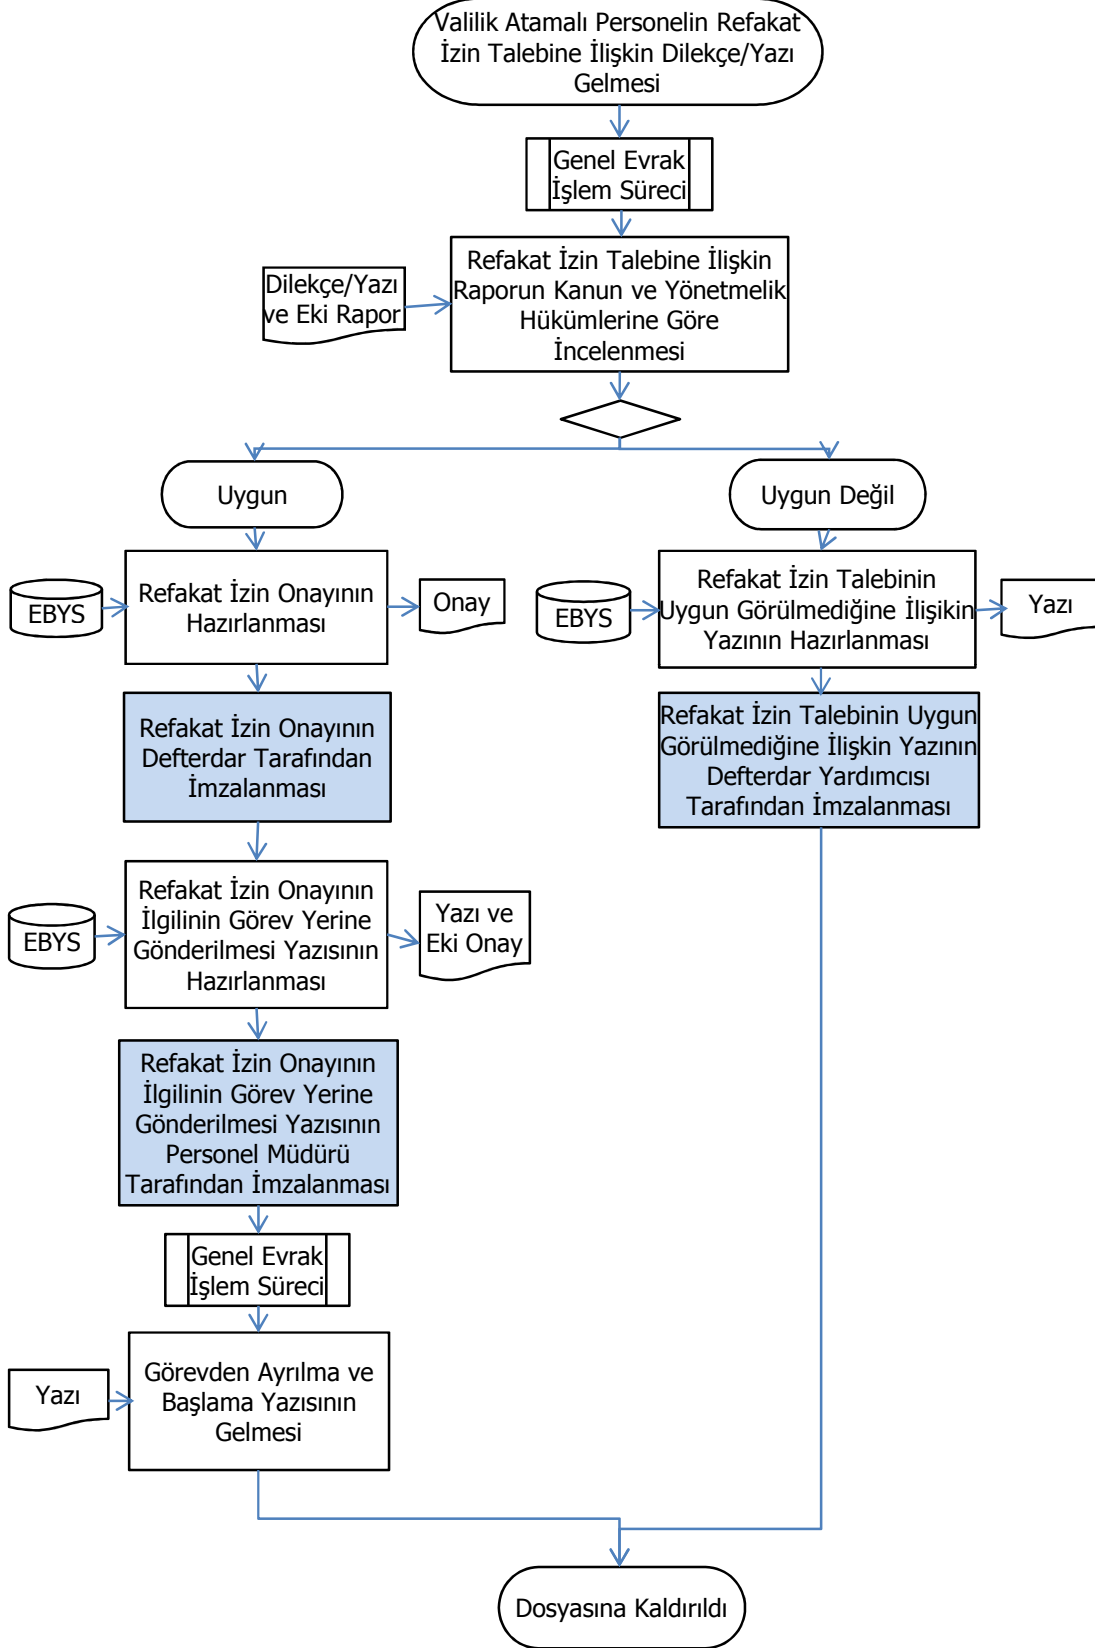 Valilik Atamalı Personelin Refakat
İzin Talebine İlişkin Dilekçe/Yazı
Gelmesi
Genel Evrak
İşlem Süreci
Dilekçe/Yazı
ve Eki Rapor
Refakat İzin Talebine İlişkin
Raporun Kanun ve Yönetmelik
Hükümlerine Göre
İncelenmesi
Uygun
Uygun Değil
EBYS
Refakat İzin Onayının
Hazırlanması
Onay
EBYS
Refakat İzin Talebinin
Uygun Görülmediğine İlişikin
Yazının Hazırlanması
Yazı
Refakat İzin Onayının
Defterdar Tarafından
İmzalanması
Refakat İzin Talebinin Uygun
Görülmediğine İlişkin Yazının
Defterdar Yardımcısı
Tarafından İmzalanması
EBYS
Refakat İzin Onayının
İlgilinin Görev Yerine
Gönderilmesi Yazısının
Hazırlanması
Yazı ve
Eki Onay
Refakat İzin Onayının
İlgilinin Görev Yerine
Gönderilmesi Yazısının
Personel Müdürü
Tarafından İmzalanması
Genel Evrak
İşlem Süreci
Yazı
Görevden Ayrılma ve
Başlama Yazısının
Gelmesi
Dosyasına Kaldırıldı